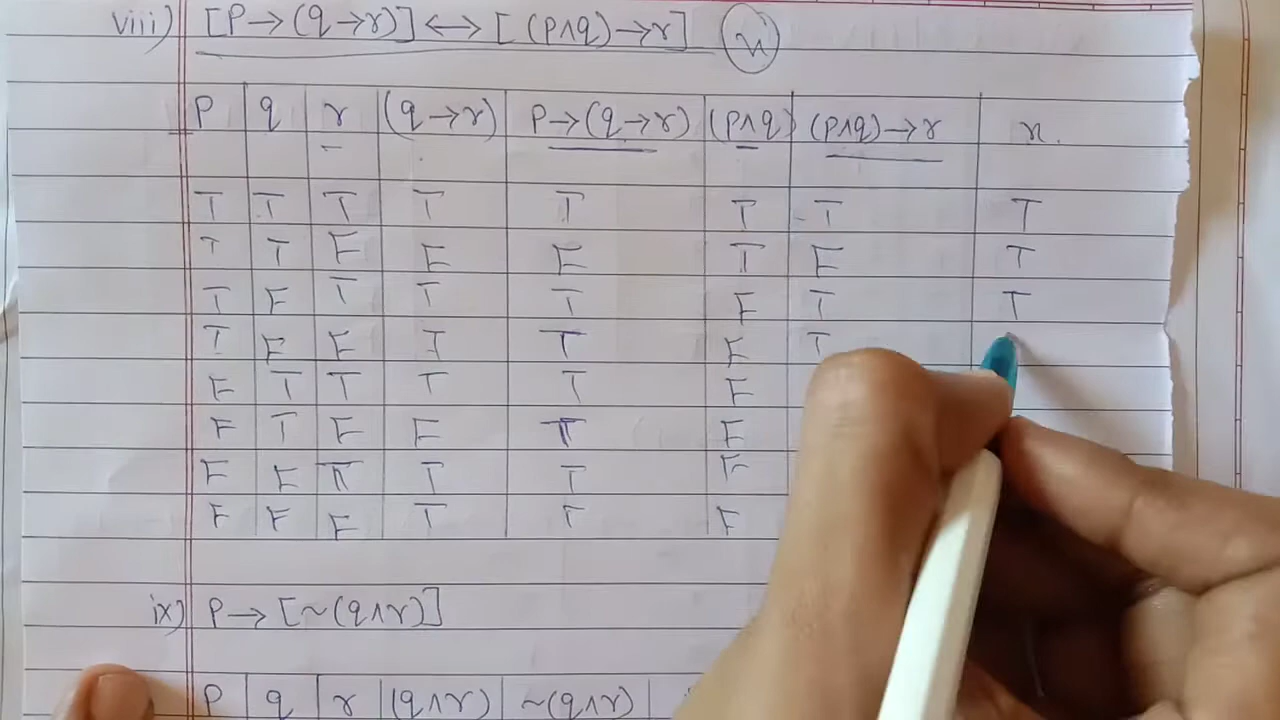 viii) [P→(q→r)] ↔ [(p∧q)→r] x
P q r (q→r) P→(q→r) (p∧q) (p∧q)→r x.
T T T T T T T T
T T F F F T F T
T F T T T F T T
T F F T T F T
F T T T T F
F T F F T F
F F T T T F
F F F T T F
ix) P→[~(q∧r)]
P q r (q∧r) ~(q∧r)